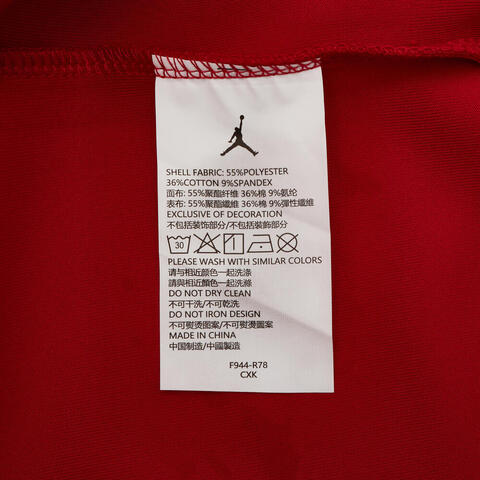 SHELL FABRIC: 55%POLYESTER
36%COTTON 9%SPANDEX
面布: 55%聚酯纤维 36%棉 9%氨纶
表布: 55%聚酯纖維 36%棉 9%彈性纖維
EXCLUSIVE OF DECORATION
不包括装饰部分/不包括裝飾部分
30
PLEASE WASH WITH SIMILAR COLORS
请与相近颜色一起洗涤
請與相近顏色一起洗滌
DO NOT DRY CLEAN
不可干洗/不可乾洗
DO NOT IRON DESIGN
不可熨烫图案/不可熨燙圖案
MADE IN CHINA
中国制造/中國製造
F944-R78
CXK